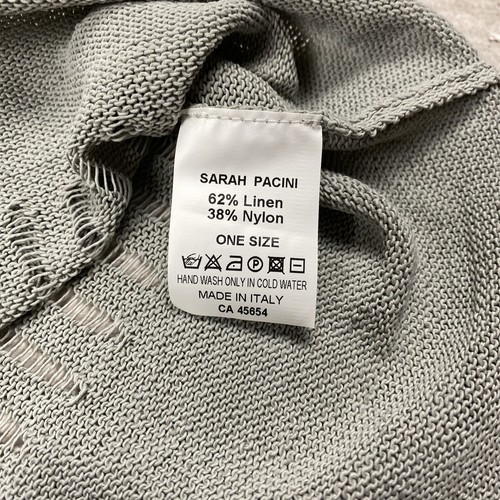 SARAH PACINI
62% Linen
38% Nylon
ONE SIZE
HAND WASH ONLY IN COLD WATER
MADE IN ITALY
CA 45654